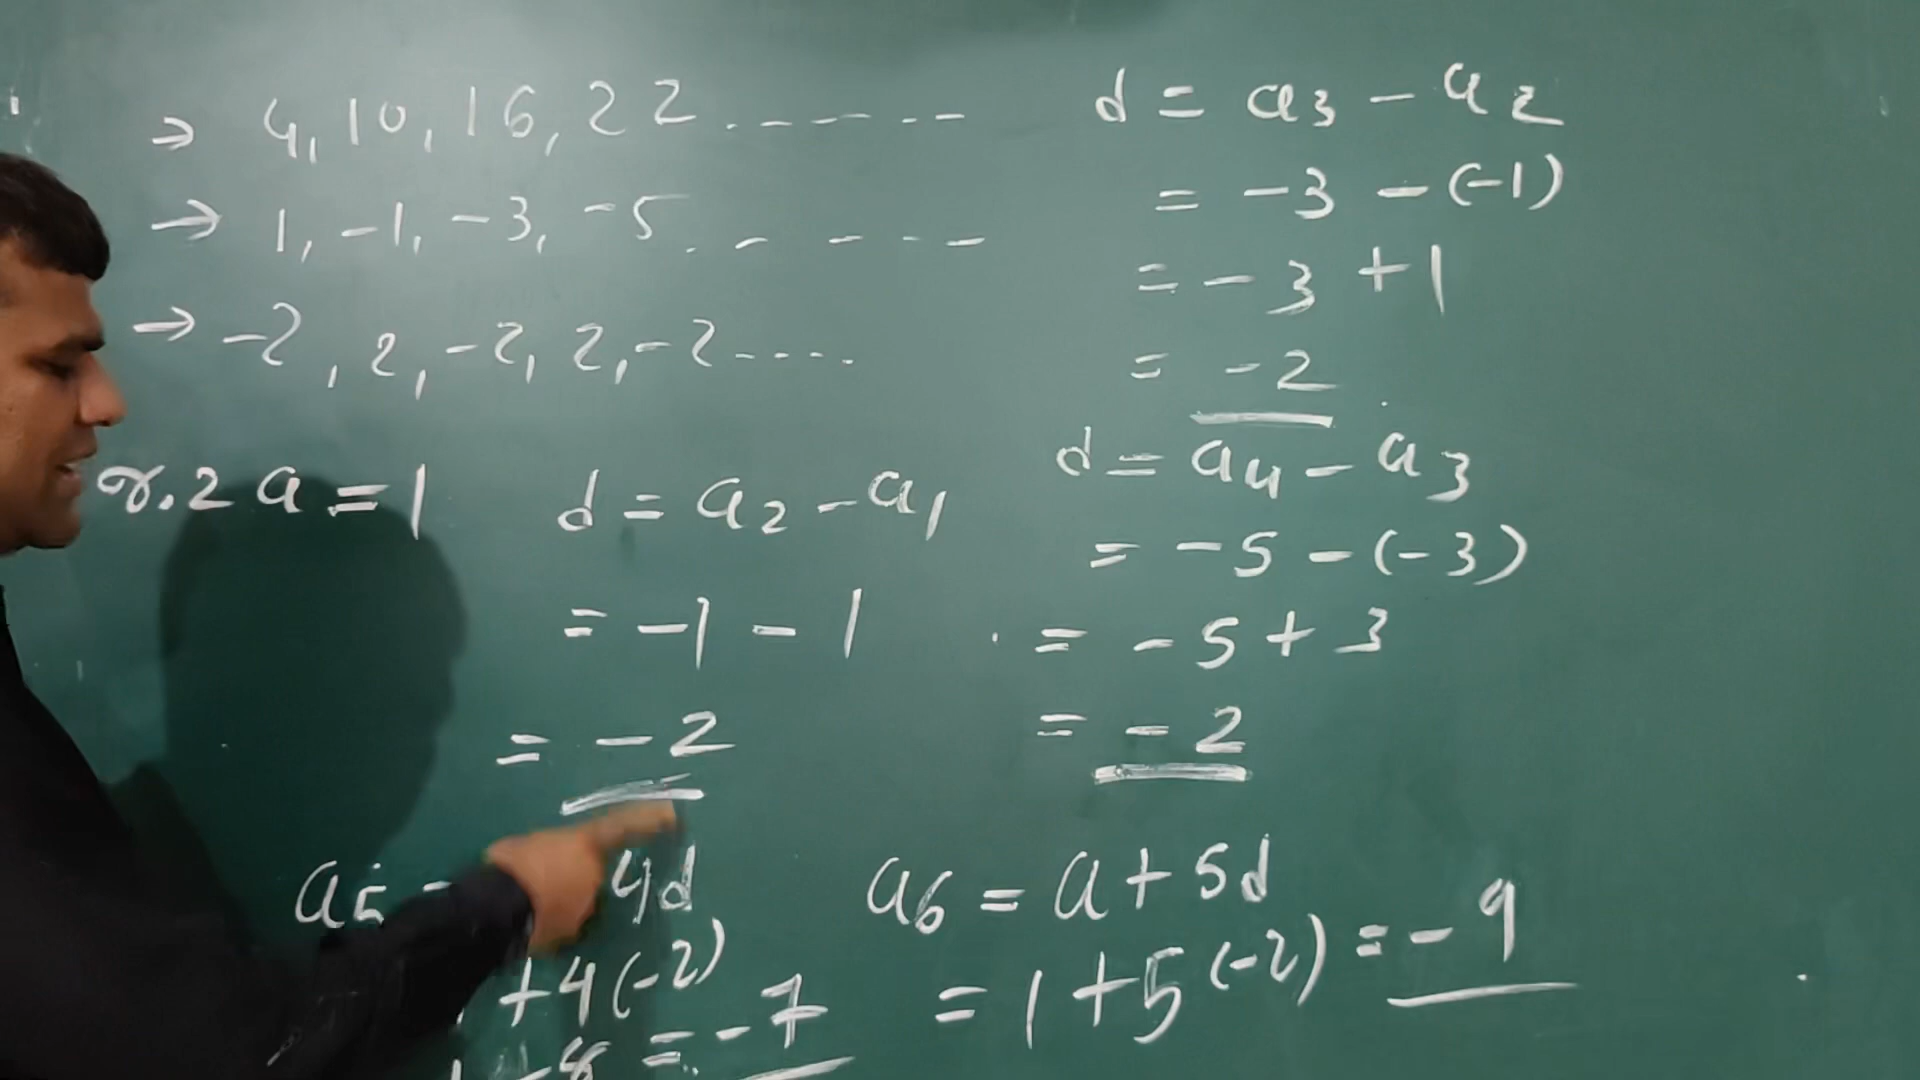 → 4, 10, 16, 22 . - - - - -
→ 1, -1, -3, -5 . - - - -
→ -2, 2, -2, 2, -2 - - - -
r.2 a = 1
d = a2 - a1
= -1 - 1
= -2
d = a3 - a2
= -3 - (-1)
= -3 + 1
= -2
d = a4 - a3
= -5 - (-3)
= -5 + 3
= -2
a5 = 4d
+4(-2)
1 - 8 = -7
a6 = a + 5d
= 1 + 5(-2) = -9